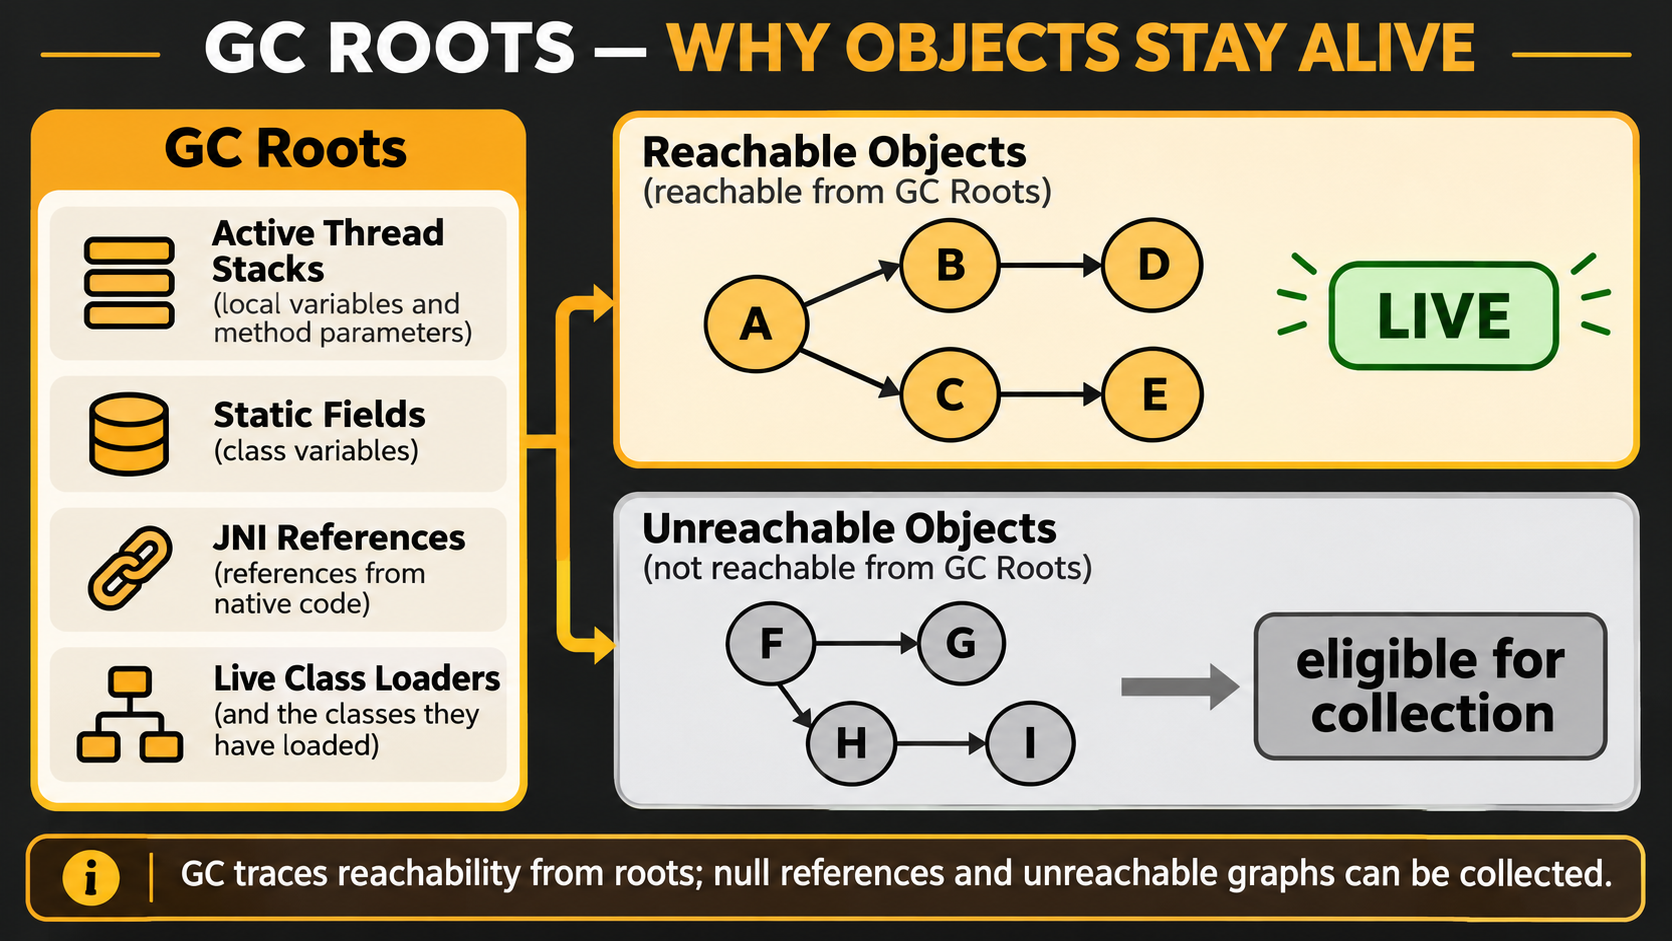 GC ROOTS — WHY OBJECTS STAY ALIVE
GC Roots
Active Thread
Stacks
(local variables and
method parameters)
Static Fields
(class variables)
JNI References
(references from
native code)
Live Class Loaders
(and the classes they
have loaded)
Reachable Objects
(reachable from GC Roots)
A
B
D
C
E
LIVE
Unreachable Objects
(not reachable from GC Roots)
F
G
H
I
eligible for
collection
i
GC traces reachability from roots; null references and unreachable graphs can be collected.